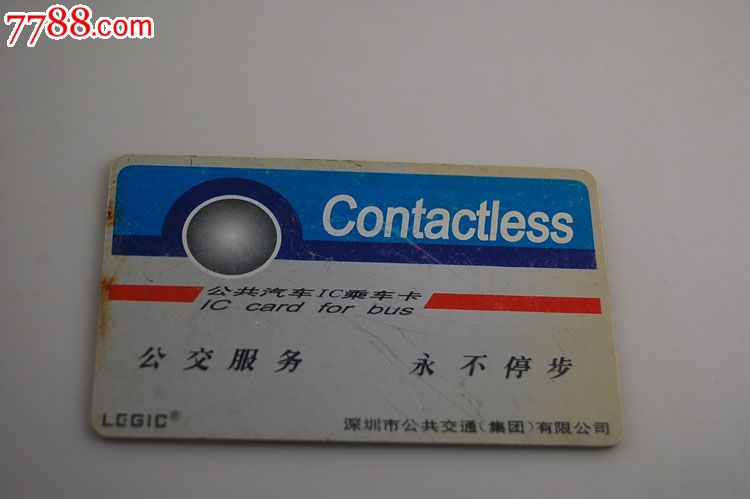 7788.com
Contactless
公共汽车IC乘车卡
IC card for bus
公交服务 永不停步
LEGIC® 深圳市公共交通(集团)有限公司